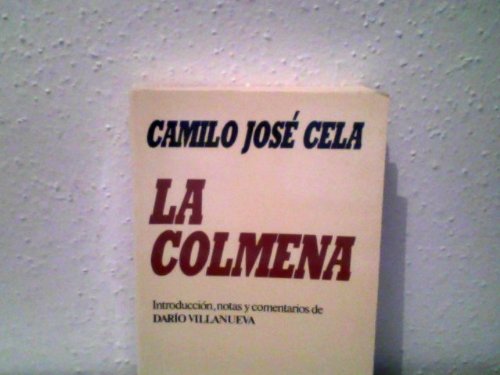 CAMILO JOSÉ CELA
LA
COLMENA
Introducción, notas y comentarios de
DARÍO VILLANUEVA